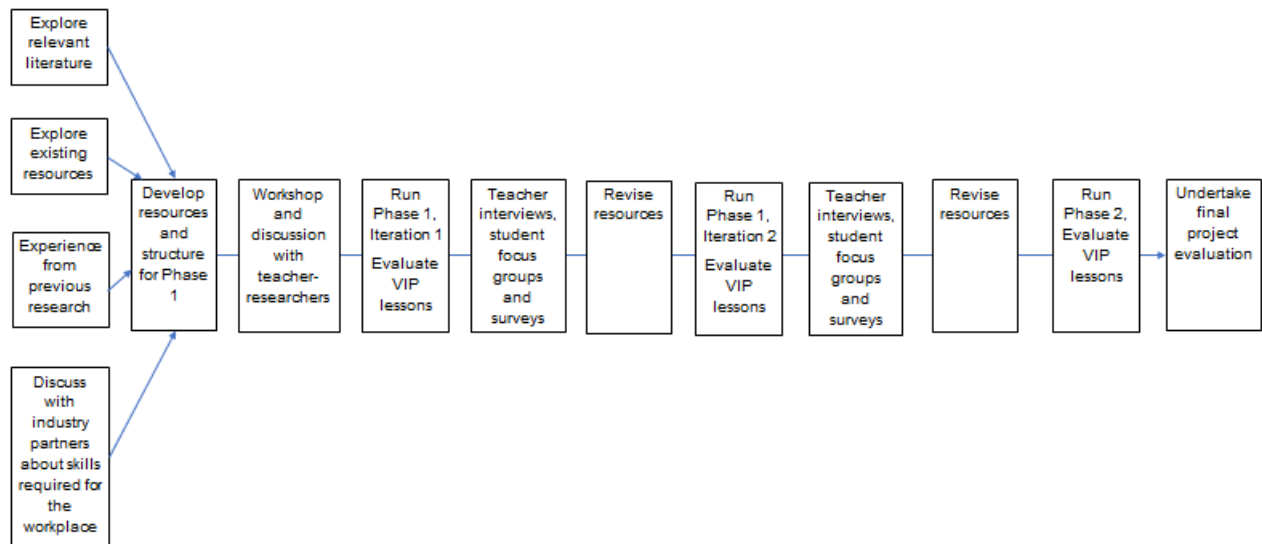 Explore
relevant
literature
Explore
existing
resources
Experience
from
previous
research
Discuss
with
industry
partners
about skills
required for
the
workplace
Develop
resources
and
structure
for Phase
1
Workshop
and
discussion
with
teacher-
researchers
Run
Phase 1,
Iteration 1
Evaluate
VIP
lessons
Teacher
interviews,
student
focus
groups
and
surveys
Revise
resources
Run
Phase 1,
Iteration 2
Evaluate
VIP
lessons
Teacher
interviews,
student
focus
groups
and
surveys
Revise
resources
Run
Phase 2,
Evaluate
VIP
lessons
Undertake
final
project
evaluation